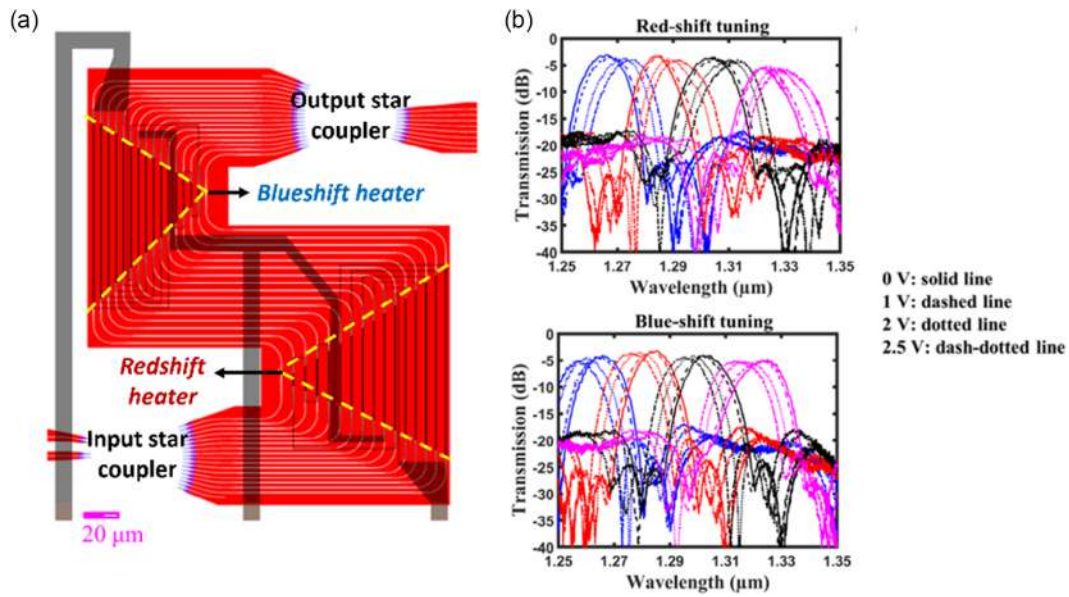 (a)
Output star
coupler
Blueshift heater
Redshift
heater
Input star
coupler
20 µm
(b)
Red-shift tuning
Transmission (dB)
0
-5
-10
-15
-20
-25
-30
-35
-40
1.25
1.27
1.29
1.31
1.33
1.35
Wavelength (µm)
Blue-shift tuning
Transmission (dB)
0
-5
-10
-15
-20
-25
-30
-35
-40
1.25
1.27
1.29
1.31
1.33
1.35
Wavelength (µm)
0 V: solid line
1 V: dashed line
2 V: dotted line
2.5 V: dash-dotted line